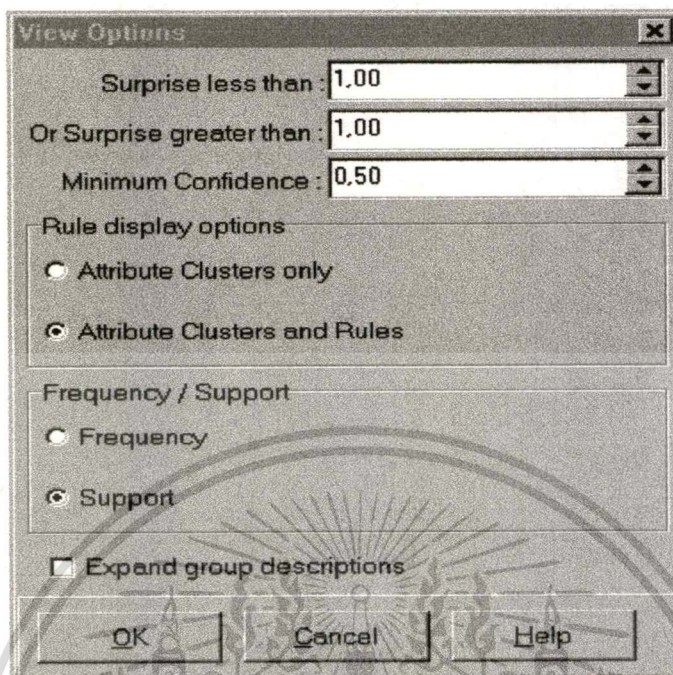 View Options
Surprise less than : 1,00
Or Surprise greater than : 1,00
Minimum Confidence : 0,50
Rule display options
Attribute Clusters only
Attribute Clusters and Rules
Frequency / Support
Frequency
Support
Expand group descriptions
OK Cancel Help